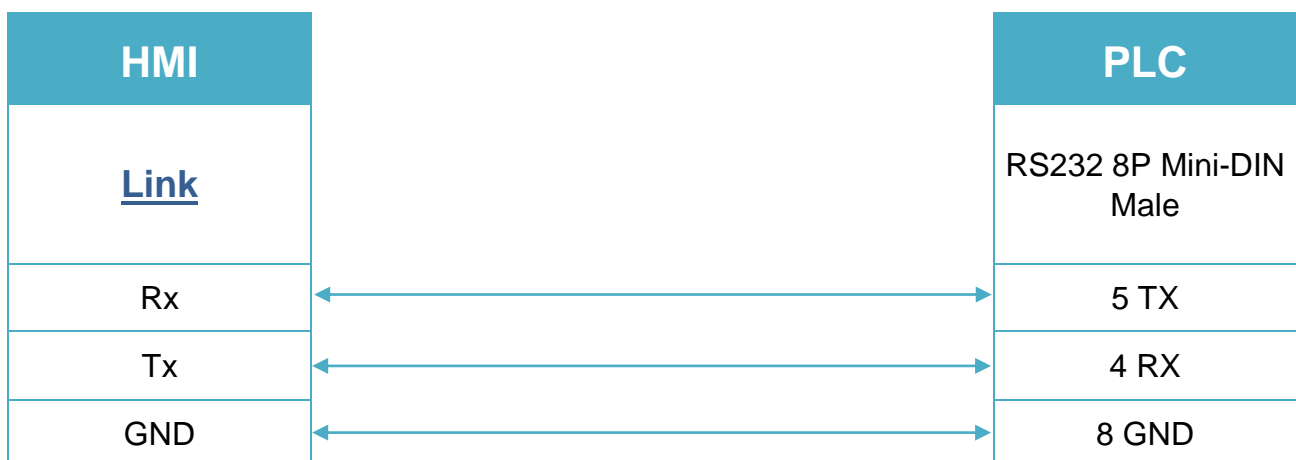 HMI
PLC
Link
RS232 8P Mini-DIN
Male
Rx
5 TX
Tx
4 RX
GND
8 GND